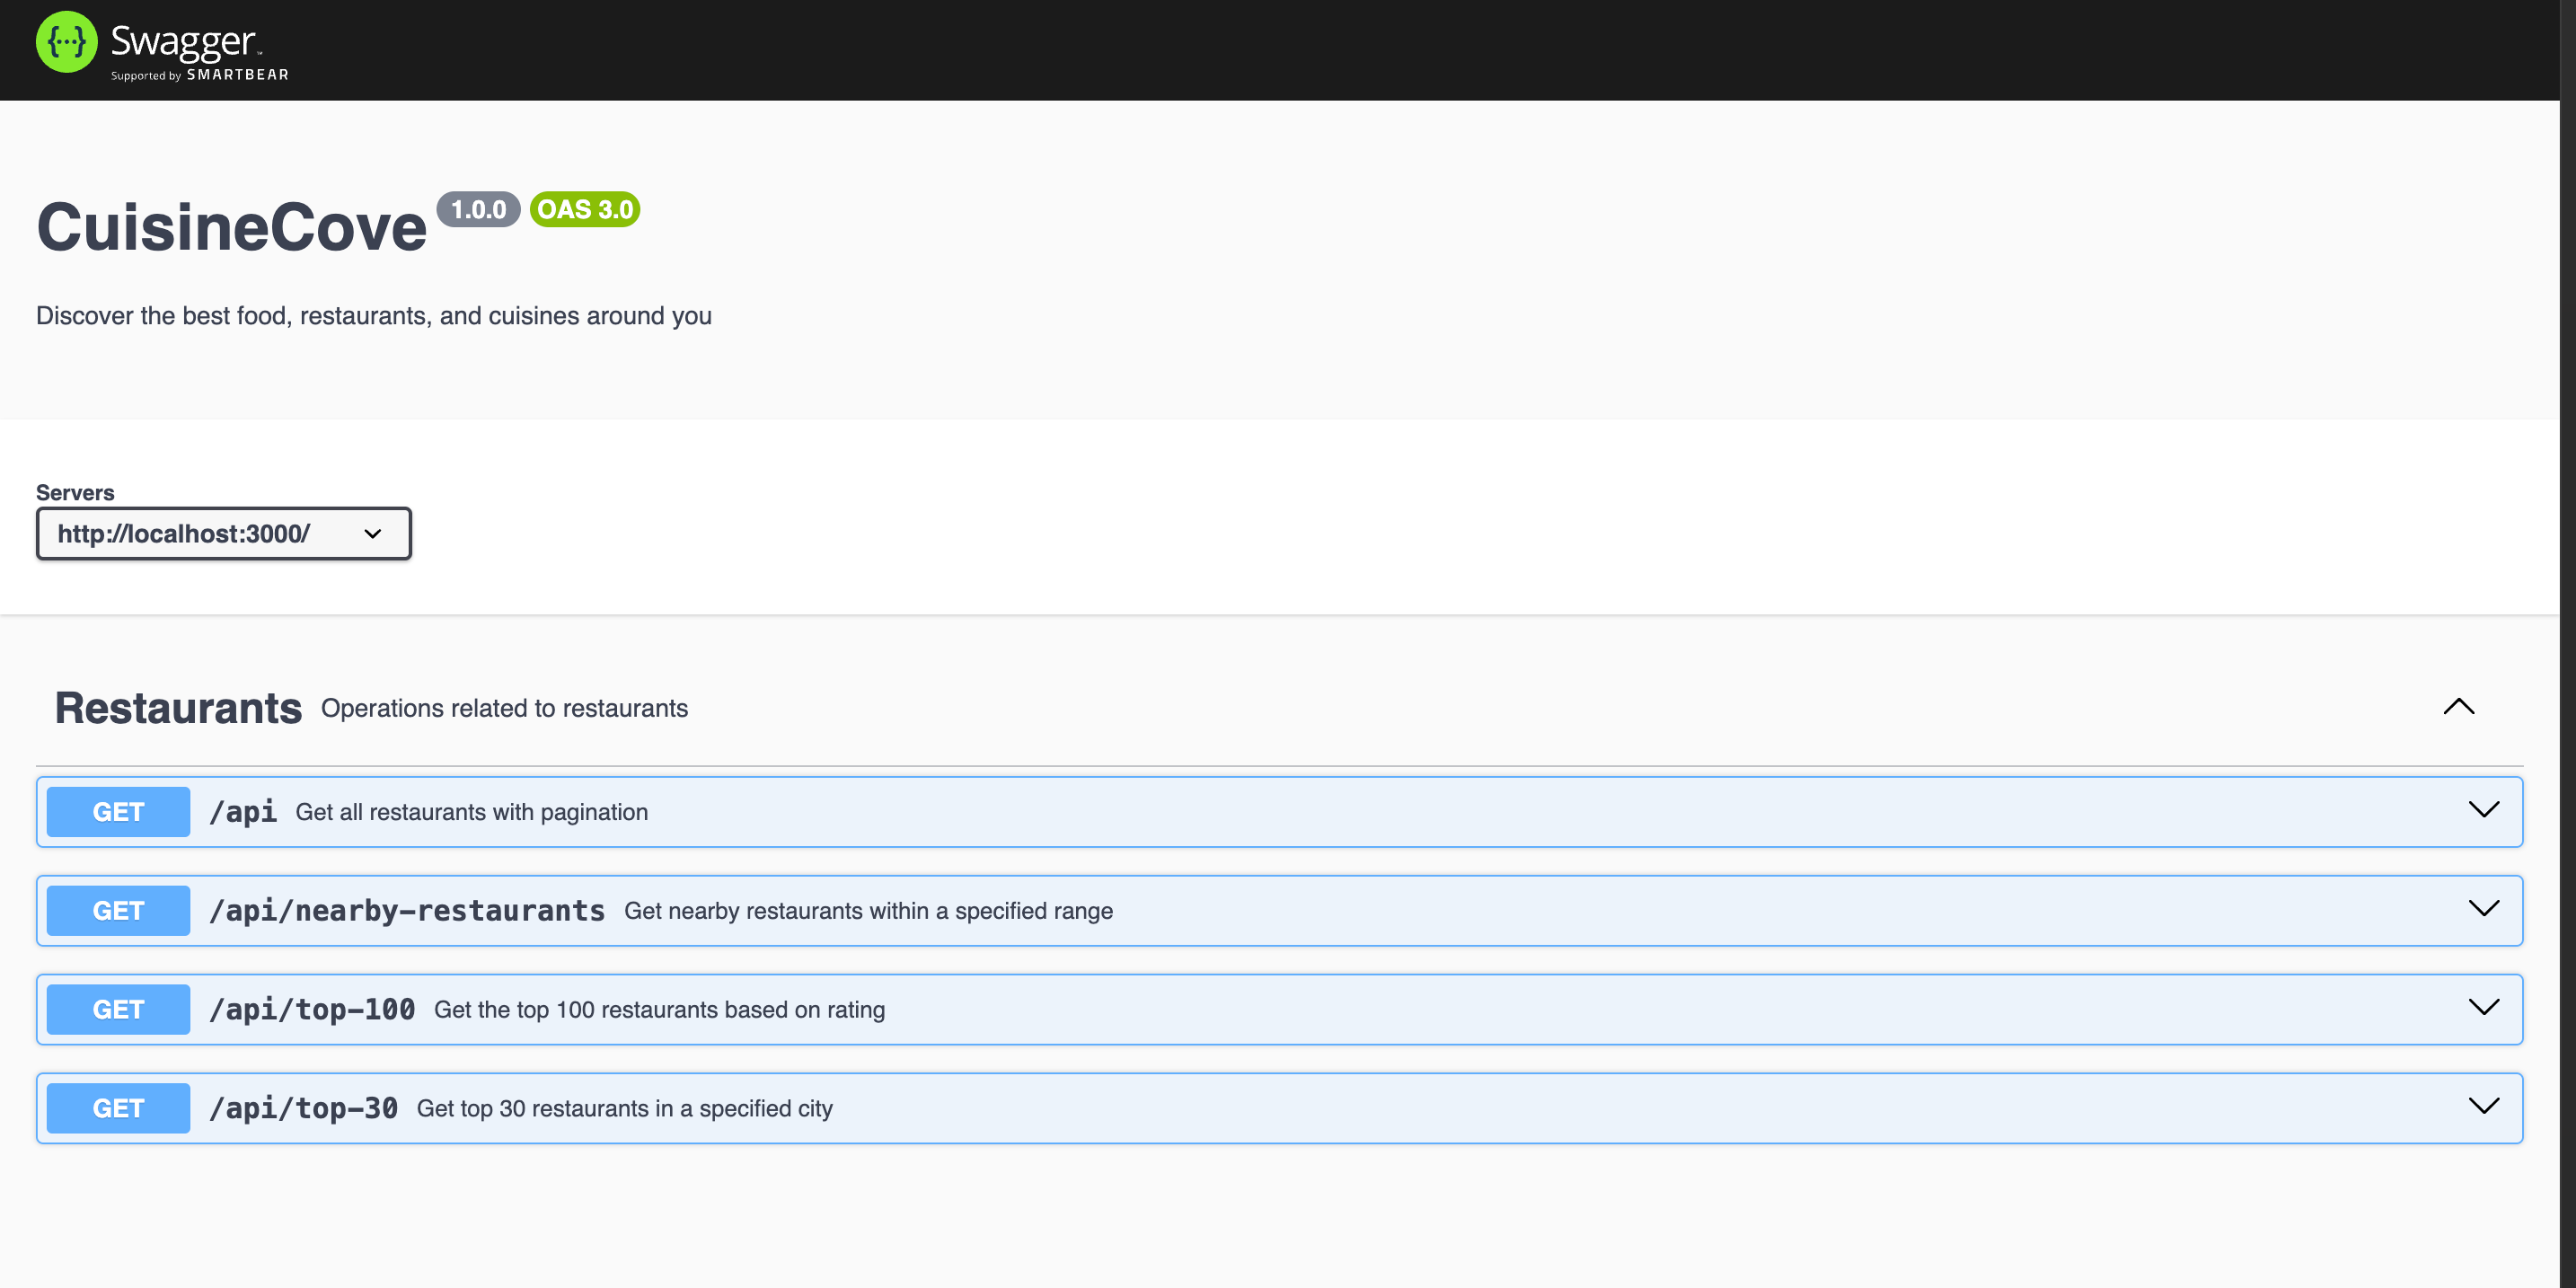 {...} Swagger™
Supported by SMARTBEAR
CuisineCove 1.0.0 OAS 3.0
Discover the best food, restaurants, and cuisines around you
Servers
http://localhost:3000/
Restaurants Operations related to restaurants
GET /api Get all restaurants with pagination
GET /api/nearby-restaurants Get nearby restaurants within a specified range
GET /api/top-100 Get the top 100 restaurants based on rating
GET /api/top-30 Get top 30 restaurants in a specified city